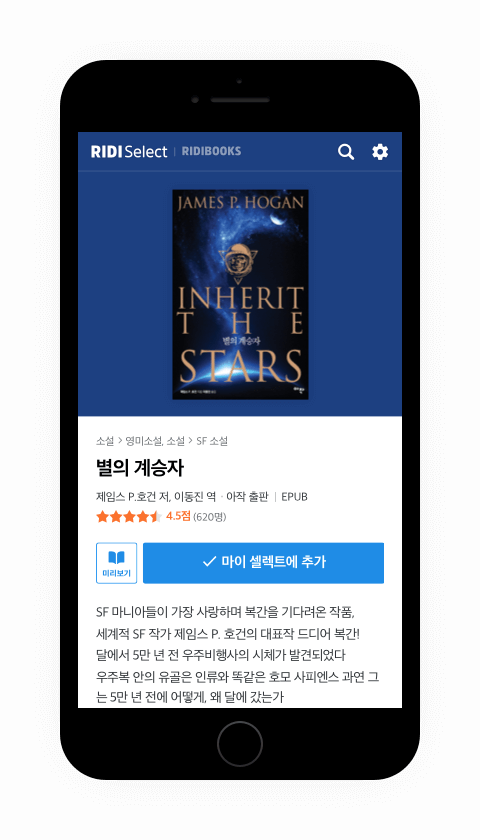 RIDI Select | RIDIBOOKS
JAMES P. HOGAN
INHERIT
THE
별의 계승자
STARS
소설 > 영미소설, 소설 > SF 소설
별의 계승자
제임스 P.호건 저, 이동진 역 · 아작 출판 | EPUB
4.5점 (620명)
미리보기
마이 셀렉트에 추가
SF 마니아들이 가장 사랑하며 복간을 기다려온 작품,
세계적 SF 작가 제임스 P. 호건의 대표작 드디어 복간!
달에서 5만 년 전 우주비행사의 시체가 발견되었다
우주복 안의 유골은 인류와 똑같은 호모 사피엔스 과연 그
는 5만 년 전에 어떻게, 왜 달에 갔는가